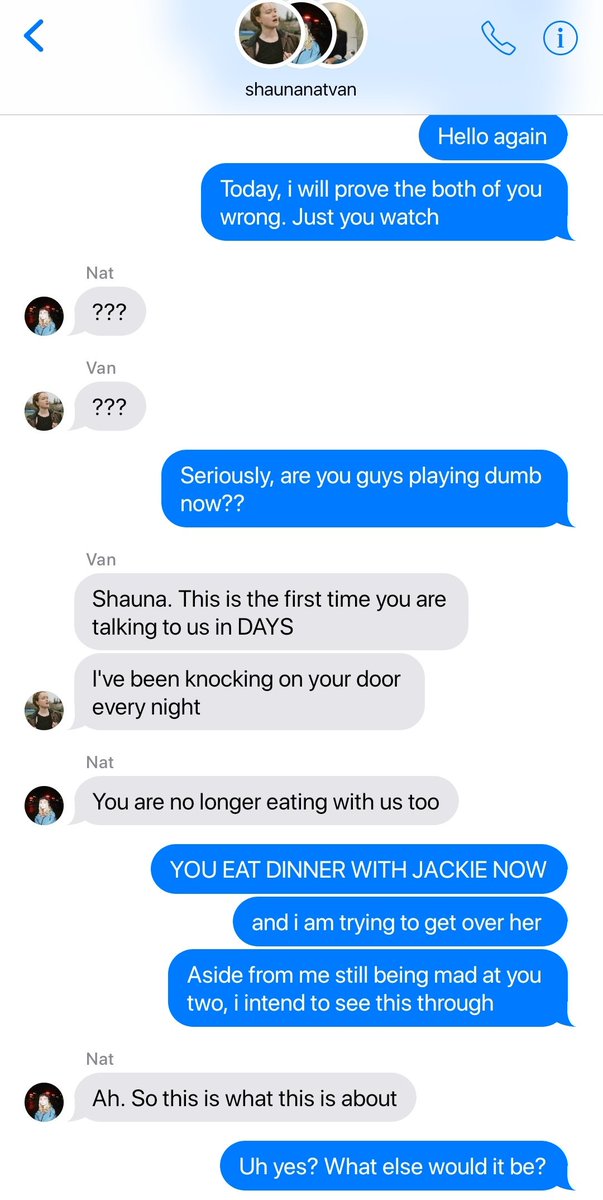 shaunanatvan
Hello again
Today, i will prove the both of you
wrong. Just you watch
Nat
???
Van
???
Seriously, are you guys playing dumb
now??
Van
Shauna. This is the first time you are
talking to us in DAYS
I've been knocking on your door
every night
Nat
You are no longer eating with us too
YOU EAT DINNER WITH JACKIE NOW
and i am trying to get over her
Aside from me still being mad at you
two, i intend to see this through
Nat
Ah. So this is what this is about
Uh yes? What else would it be?